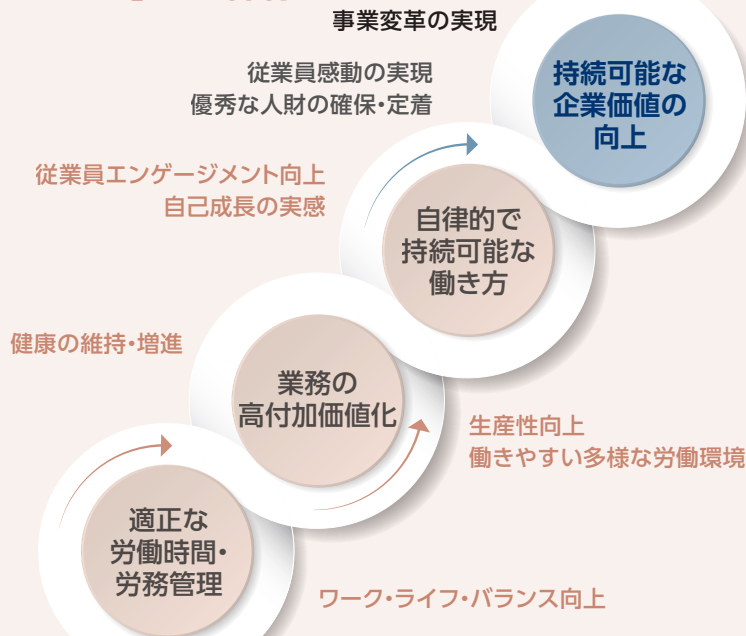 事業変革の実現
従業員感動の実現
優秀な人財の確保・定着
持続可能な
企業価値の
向上
従業員エンゲージメント向上
自己成長の実感
自律的で
持続可能な
働き方
健康の維持・増進
業務の
高付加価値化
生産性向上
働きやすい多様な労働環境
適正な
労働時間・
労務管理
ワーク・ライフ・バランス向上